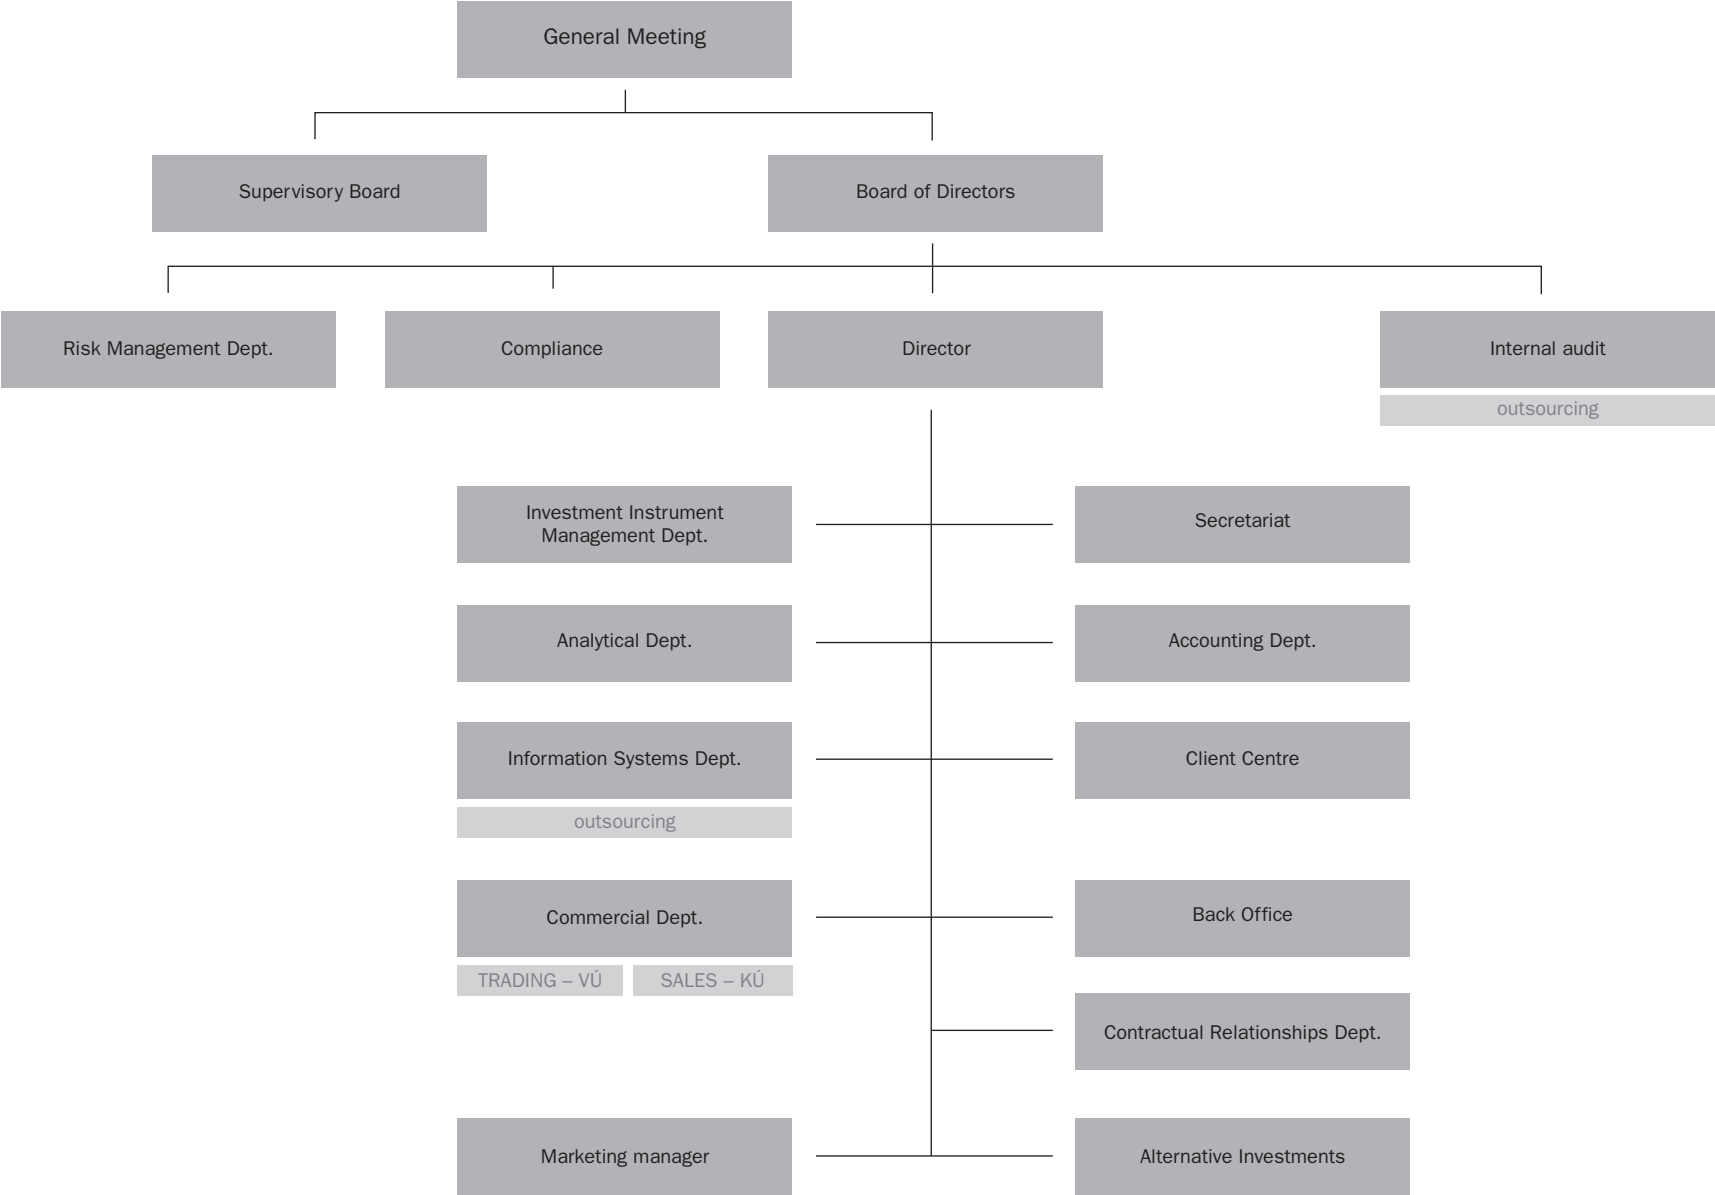 General Meeting
Supervisory Board
Board of Directors
Risk Management Dept.
Compliance
Director
Internal audit
outsourcing
Investment Instrument
Management Dept.
Secretariat
Analytical Dept.
Accounting Dept.
Information Systems Dept.
outsourcing
Client Centre
Commercial Dept.
TRADING – VÚ
SALES – KÚ
Back Office
Contractual Relationships Dept.
Marketing manager
Alternative Investments